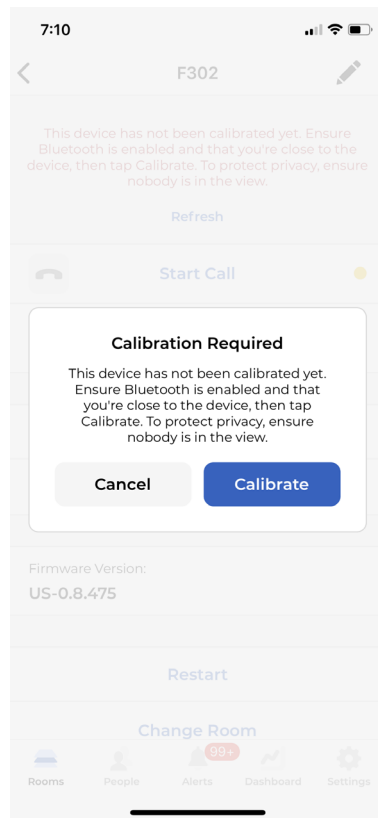 7:10
F302
This device has not been calibrated yet. Ensure
Bluetooth is enabled and that you're close to the
device, then tap Calibrate. To protect privacy, ensure
nobody is in the view.
Refresh
Start Call
Calibration Required
This device has not been calibrated yet.
Ensure Bluetooth is enabled and that
you're close to the device, then tap
Calibrate. To protect privacy, ensure
nobody is in the view.
Cancel
Calibrate
Firmware Version:
US-0.8.475
Restart
Change Room
99+
Rooms
People
Alerts
Dashboard
Settings